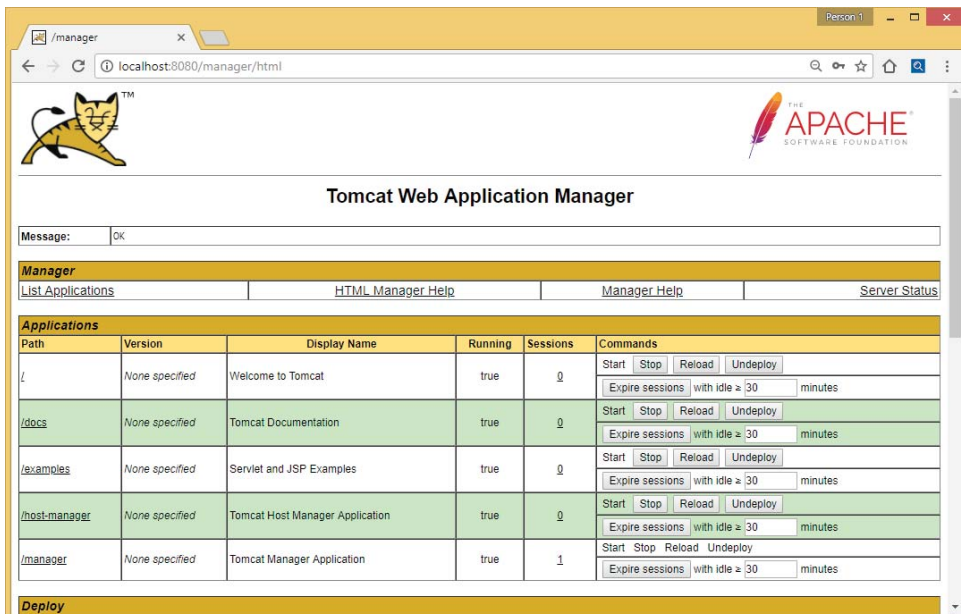 Person 1
/manager
localhost:8080/manager/html
TM
THE
APACHE®
SOFTWARE FOUNDATION
Tomcat Web Application Manager
Message: OK
Manager
List Applications HTML Manager Help Manager Help Server Status
Applications
Path Version Display Name Running Sessions Commands
/ None specified Welcome to Tomcat true 0 Start Stop Reload Undeploy
Expire sessions with idle ≥ 30 minutes
/docs None specified Tomcat Documentation true 0 Start Stop Reload Undeploy
Expire sessions with idle ≥ 30 minutes
/examples None specified Servlet and JSP Examples true 0 Start Stop Reload Undeploy
Expire sessions with idle ≥ 30 minutes
/host-manager None specified Tomcat Host Manager Application true 0 Start Stop Reload Undeploy
Expire sessions with idle ≥ 30 minutes
/manager None specified Tomcat Manager Application true 1 Start Stop Reload Undeploy
Expire sessions with idle ≥ 30 minutes
Deploy